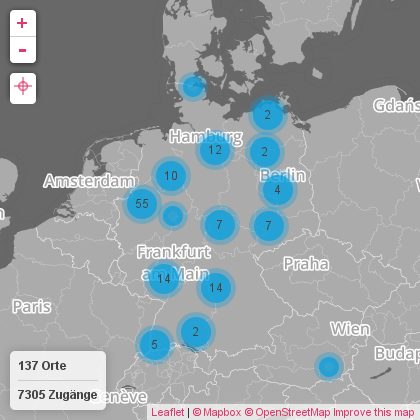 +
-
Gdańs
2
Hamburg
12
2
Berlin
10
4
Amsterdam
55
7
7
Frankfurt
am Main
Praha
14
14
Paris
Wien
2
5
Budap
137 Orte
7305 Zugänge
enève
Leaflet | © Mapbox © OpenStreetMap Improve this map